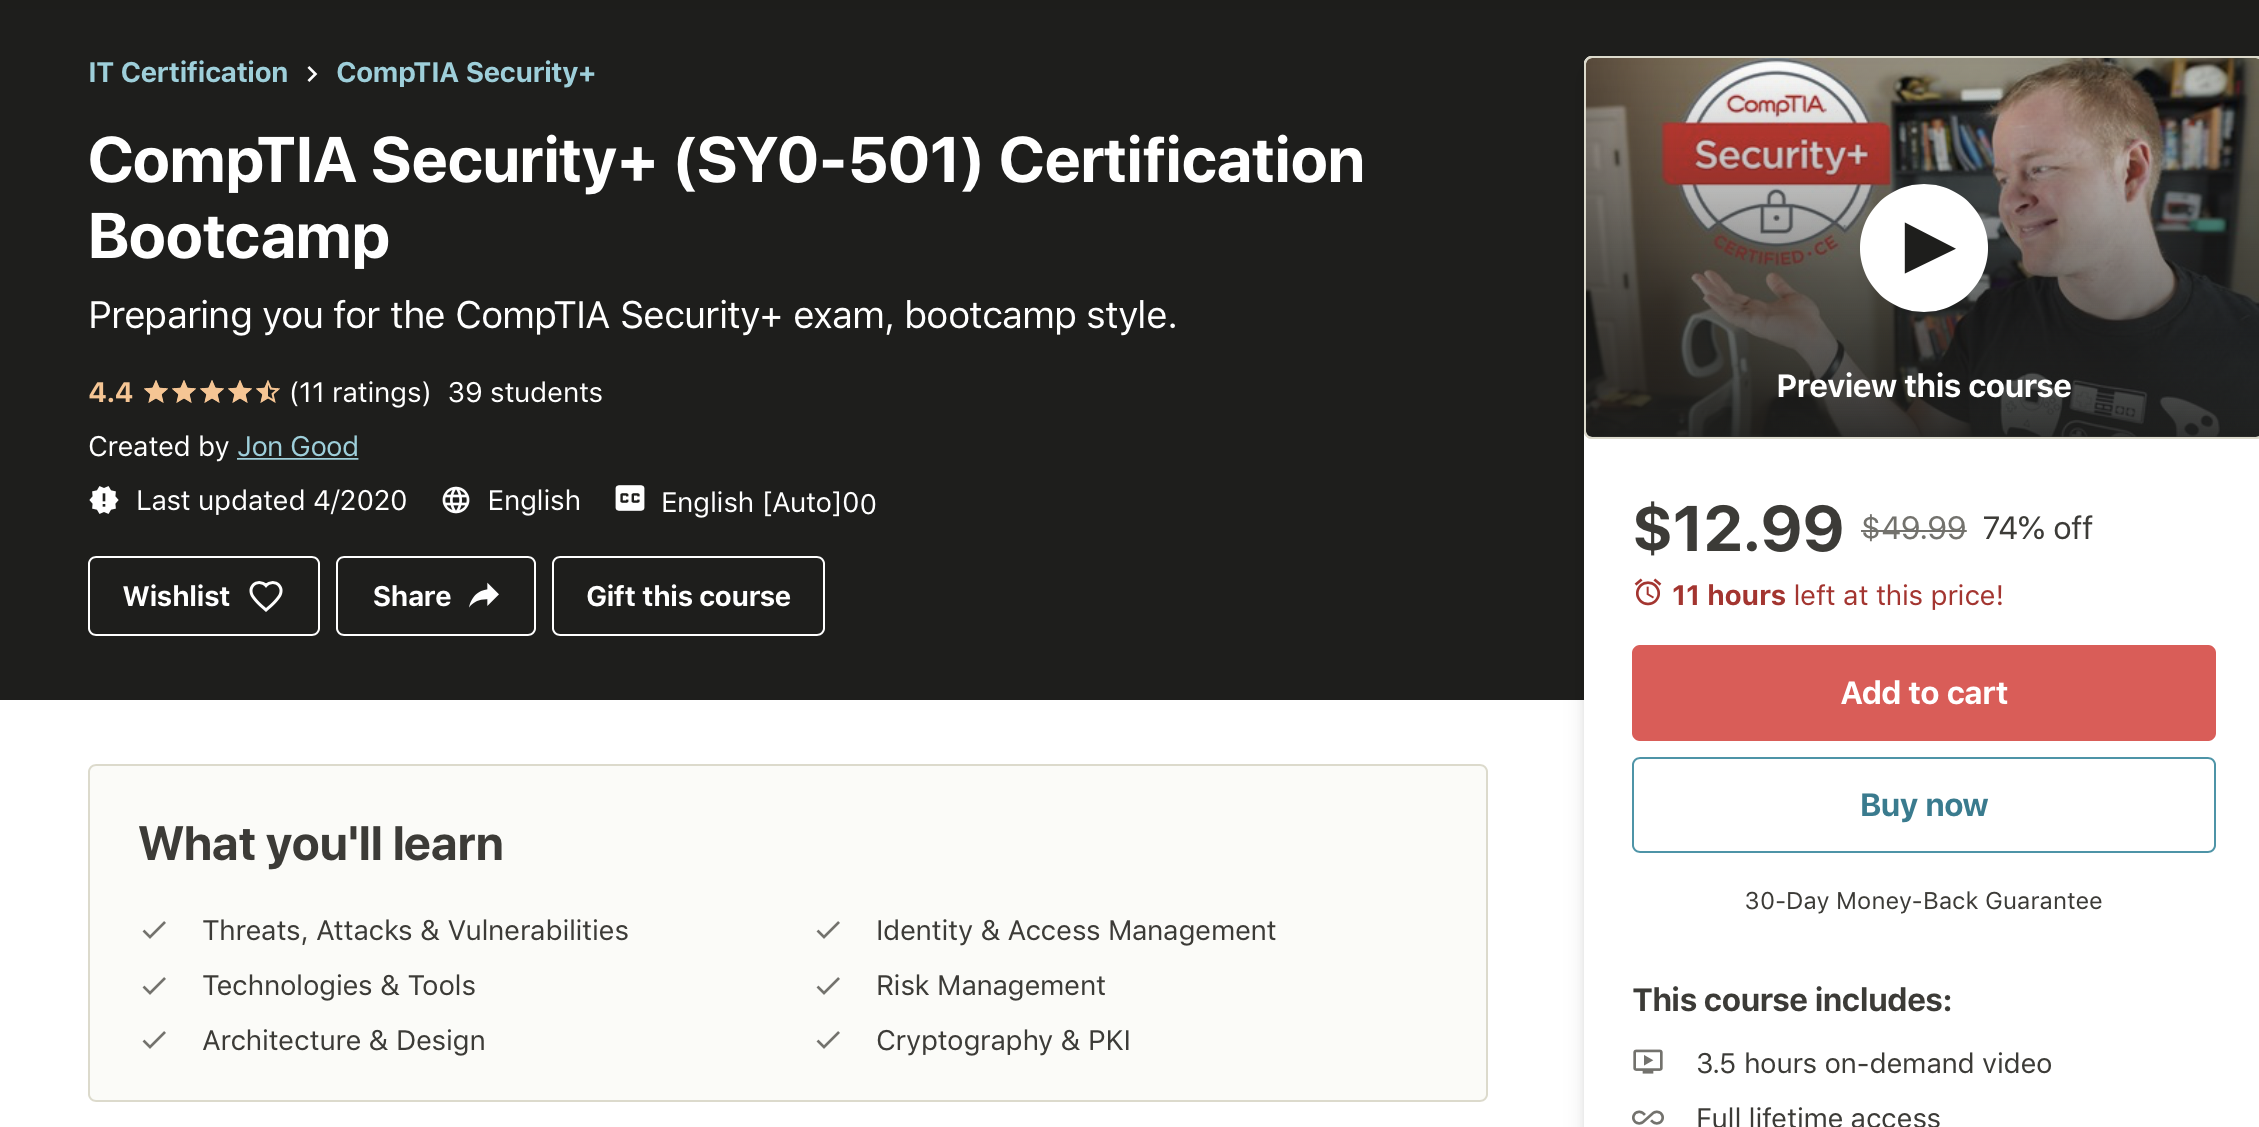 IT Certification > CompTIA Security+
CompTIA Security+ (SY0-501) Certification
Bootcamp
Preparing you for the CompTIA Security+ exam, bootcamp style.
4.4 (11 ratings) 39 students
Created by Jon Good
Last updated 4/2020 English CC English [Auto]00
Wishlist Share Gift this course
What you'll learn
Threats, Attacks & Vulnerabilities
Technologies & Tools
Architecture & Design
Identity & Access Management
Risk Management
Cryptography & PKI
CompTIA
Security+
CERTIFIED·CE
Preview this course
$12.99 $49.99 74% off
11 hours left at this price!
Add to cart
Buy now
30-Day Money-Back Guarantee
This course includes:
3.5 hours on-demand video
Full lifetime access